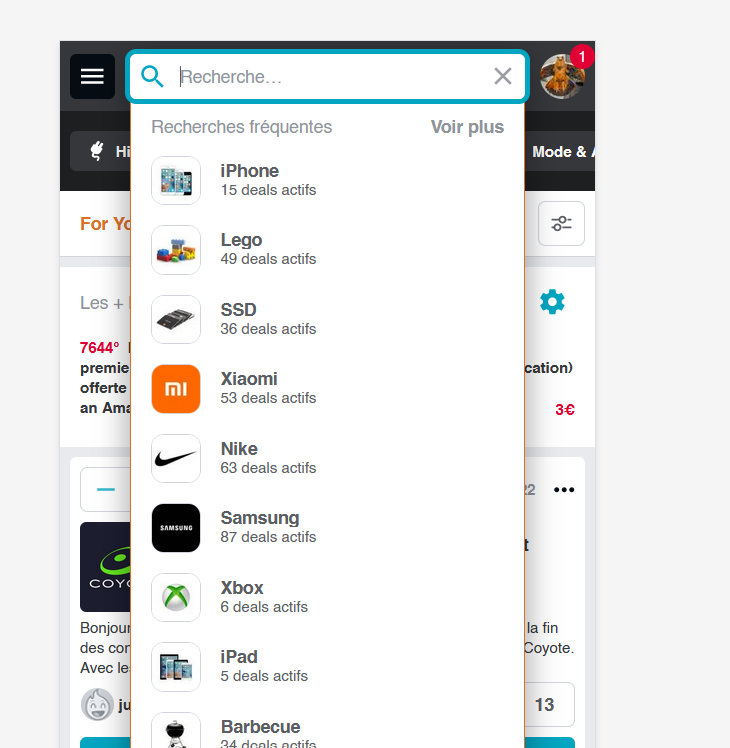 Recherche…
1
Recherches fréquentes
Voir plus
Hi
Mode &
iPhone
15 deals actifs
For Yo
Lego
49 deals actifs
Les +
SSD
36 deals actifs
7644°
premie
cation)
offerte
an Ama
3€
Xiaomi
53 deals actifs
mi
Nike
63 deals actifs
22
SAMSUNG
Samsung
87 deals actifs
t
COYO
Xbox
6 deals actifs
Bonjour
la fin
des con
Coyote.
Avec les
iPad
5 deals actifs
ju
13
Barbecue
34 deals actifs